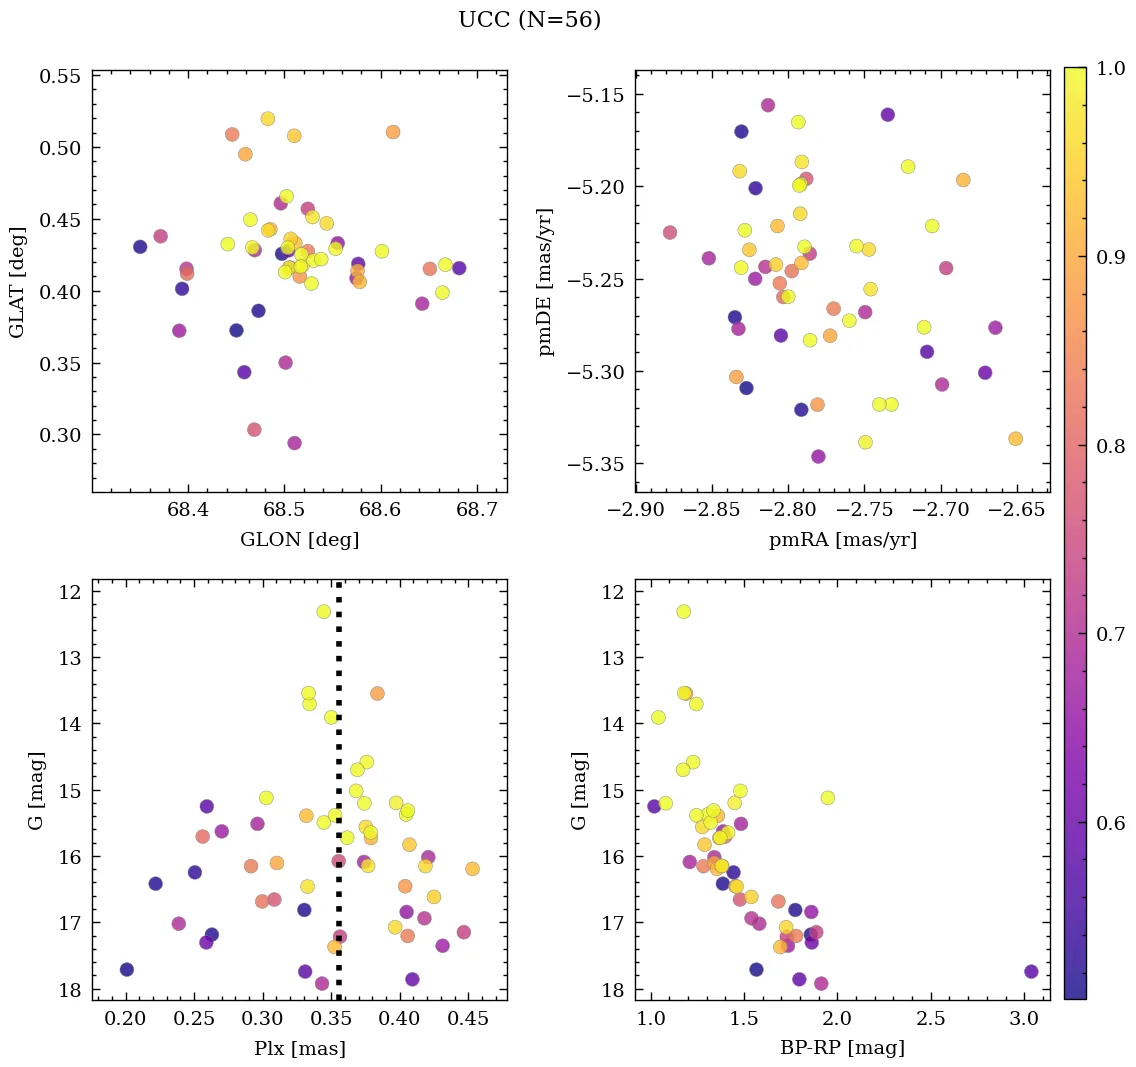 UCC (N=56)
0.55
0.50
0.45
0.40
0.35
0.30
GLAT [deg]
68.4 68.5 68.6 68.7
GLON [deg]
−5.15
−5.20
−5.25
−5.30
−5.35
pmDE [mas/yr]
−2.90 −2.85 −2.80 −2.75 −2.70 −2.65
pmRA [mas/yr]
1.0
0.9
0.8
0.7
0.6
12
13
14
15
16
17
18
G [mag]
0.20 0.25 0.30 0.35 0.40 0.45
Plx [mas]
12
13
14
15
16
17
18
G [mag]
1.0 1.5 2.0 2.5 3.0
BP-RP [mag]